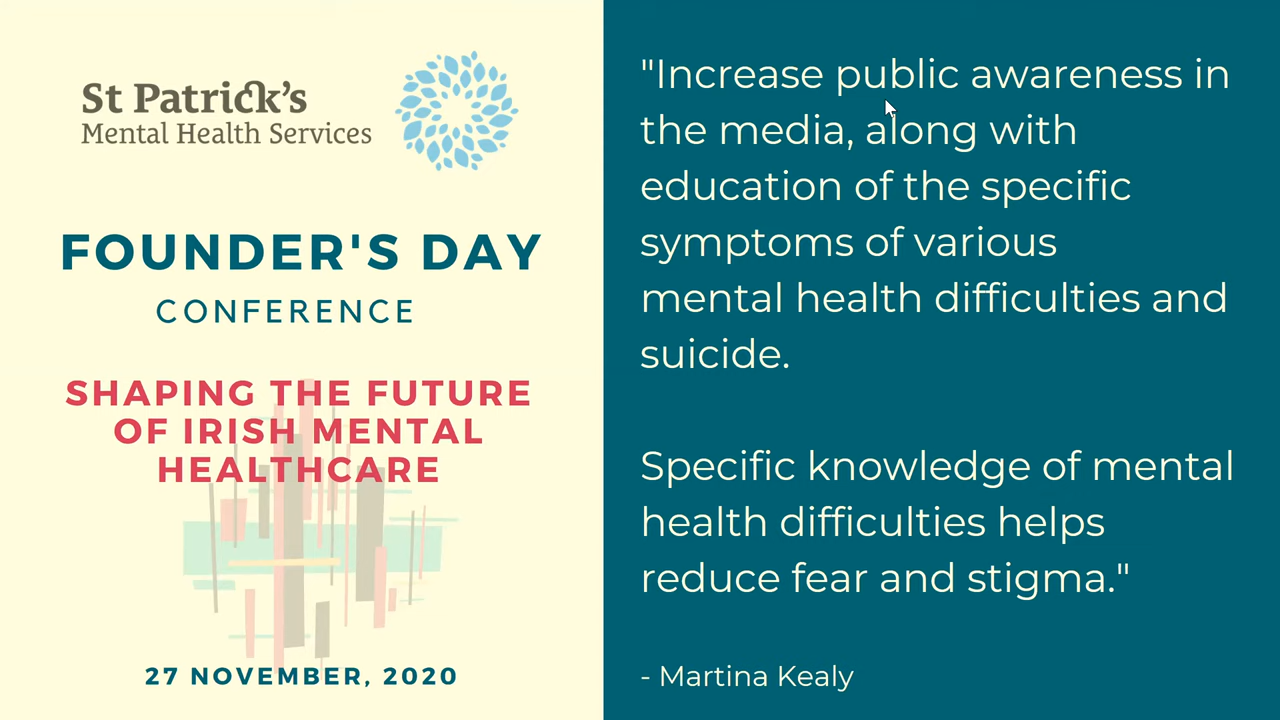 St Patrick's
Mental Health Services
FOUNDER'S DAY
CONFERENCE
SHAPING THE FUTURE
OF IRISH MENTAL
HEALTHCARE
27 NOVEMBER, 2020
"Increase public awareness in
the media, along with
education of the specific
symptoms of various
mental health difficulties and
suicide.
Specific knowledge of mental
health difficulties helps
reduce fear and stigma."
- Martina Kealy